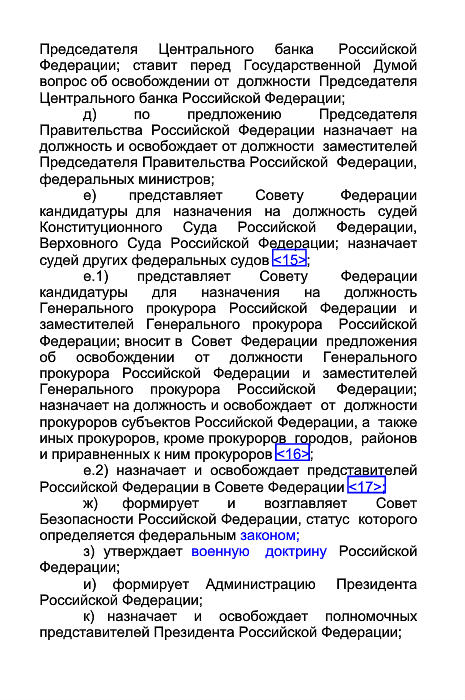 Председателя Центрального банка Российской
Федерации; ставит перед Государственной Думой
вопрос об освобождении от должности Председателя
Центрального банка Российской Федерации;
д) по предложению Председателя
Правительства Российской Федерации назначает на
должность и освобождает от должности заместителей
Председателя Правительства Российской Федерации,
федеральных министров;
е) представляет Совету Федерации
кандидатуры для назначения на должность судей
Конституционного Суда Российской Федерации,
Верховного Суда Российской Федерации; назначает
судей других федеральных судов <15>;
е.1) представляет Совету Федерации
кандидатуры для назначения на должность
Генерального прокурора Российской Федерации и
заместителей Генерального прокурора Российской
Федерации; вносит в Совет Федерации предложения
об освобождении от должности Генерального
прокурора Российской Федерации и заместителей
Генерального прокурора Российской Федерации;
назначает на должность и освобождает от должности
прокуроров субъектов Российской Федерации, а также
иных прокуроров, кроме прокуроров городов, районов
и приравненных к ним прокуроров <16>;
е.2) назначает и освобождает представителей
Российской Федерации в Совете Федерации <17>;
ж) формирует и возглавляет Совет
Безопасности Российской Федерации, статус которого
определяется федеральным законом;
з) утверждает военную доктрину Российской
Федерации;
и) формирует Администрацию Президента
Российской Федерации;
к) назначает и освобождает полномочных
представителей Президента Российской Федерации;